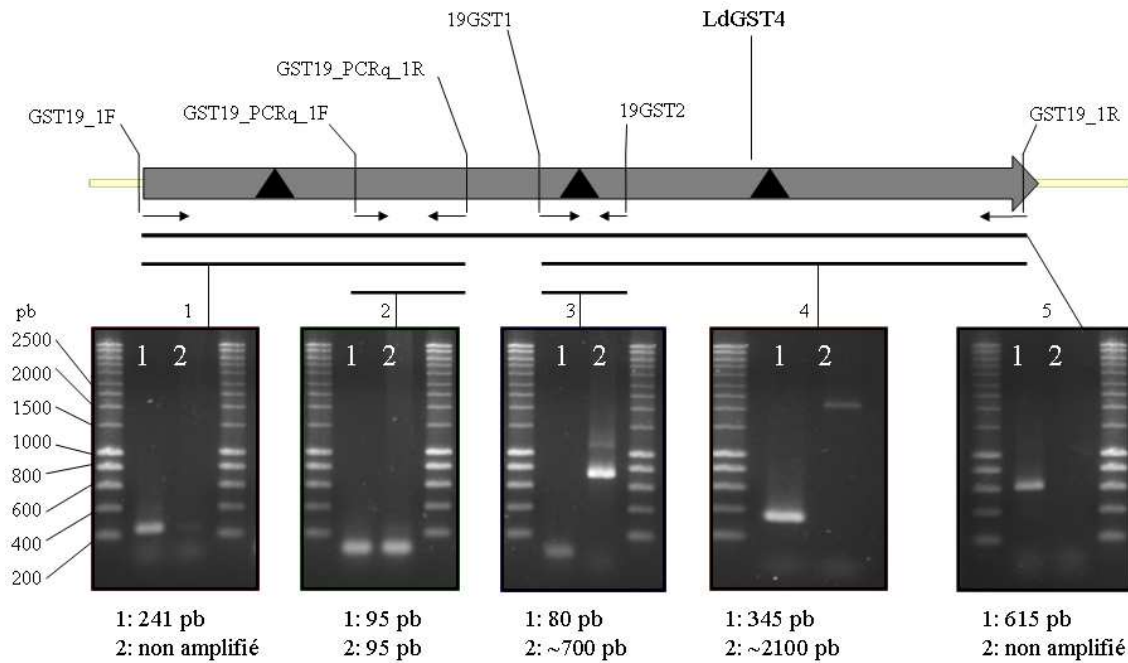 19GST1
LdGST4
GST19_PCRq_1R
GST19_1F
GST19_PCRq_1F
19GST2
GST19_1R
pb
1
2
3
4
5
2500
2000
1500
1000
800
600
400
200
1 2
1 2
1 2
1 2
1 2
1: 241 pb
2: non amplifié
1: 95 pb
2: 95 pb
1: 80 pb
2: ~700 pb
1: 345 pb
2: ~2100 pb
1: 615 pb
2: non amplifié